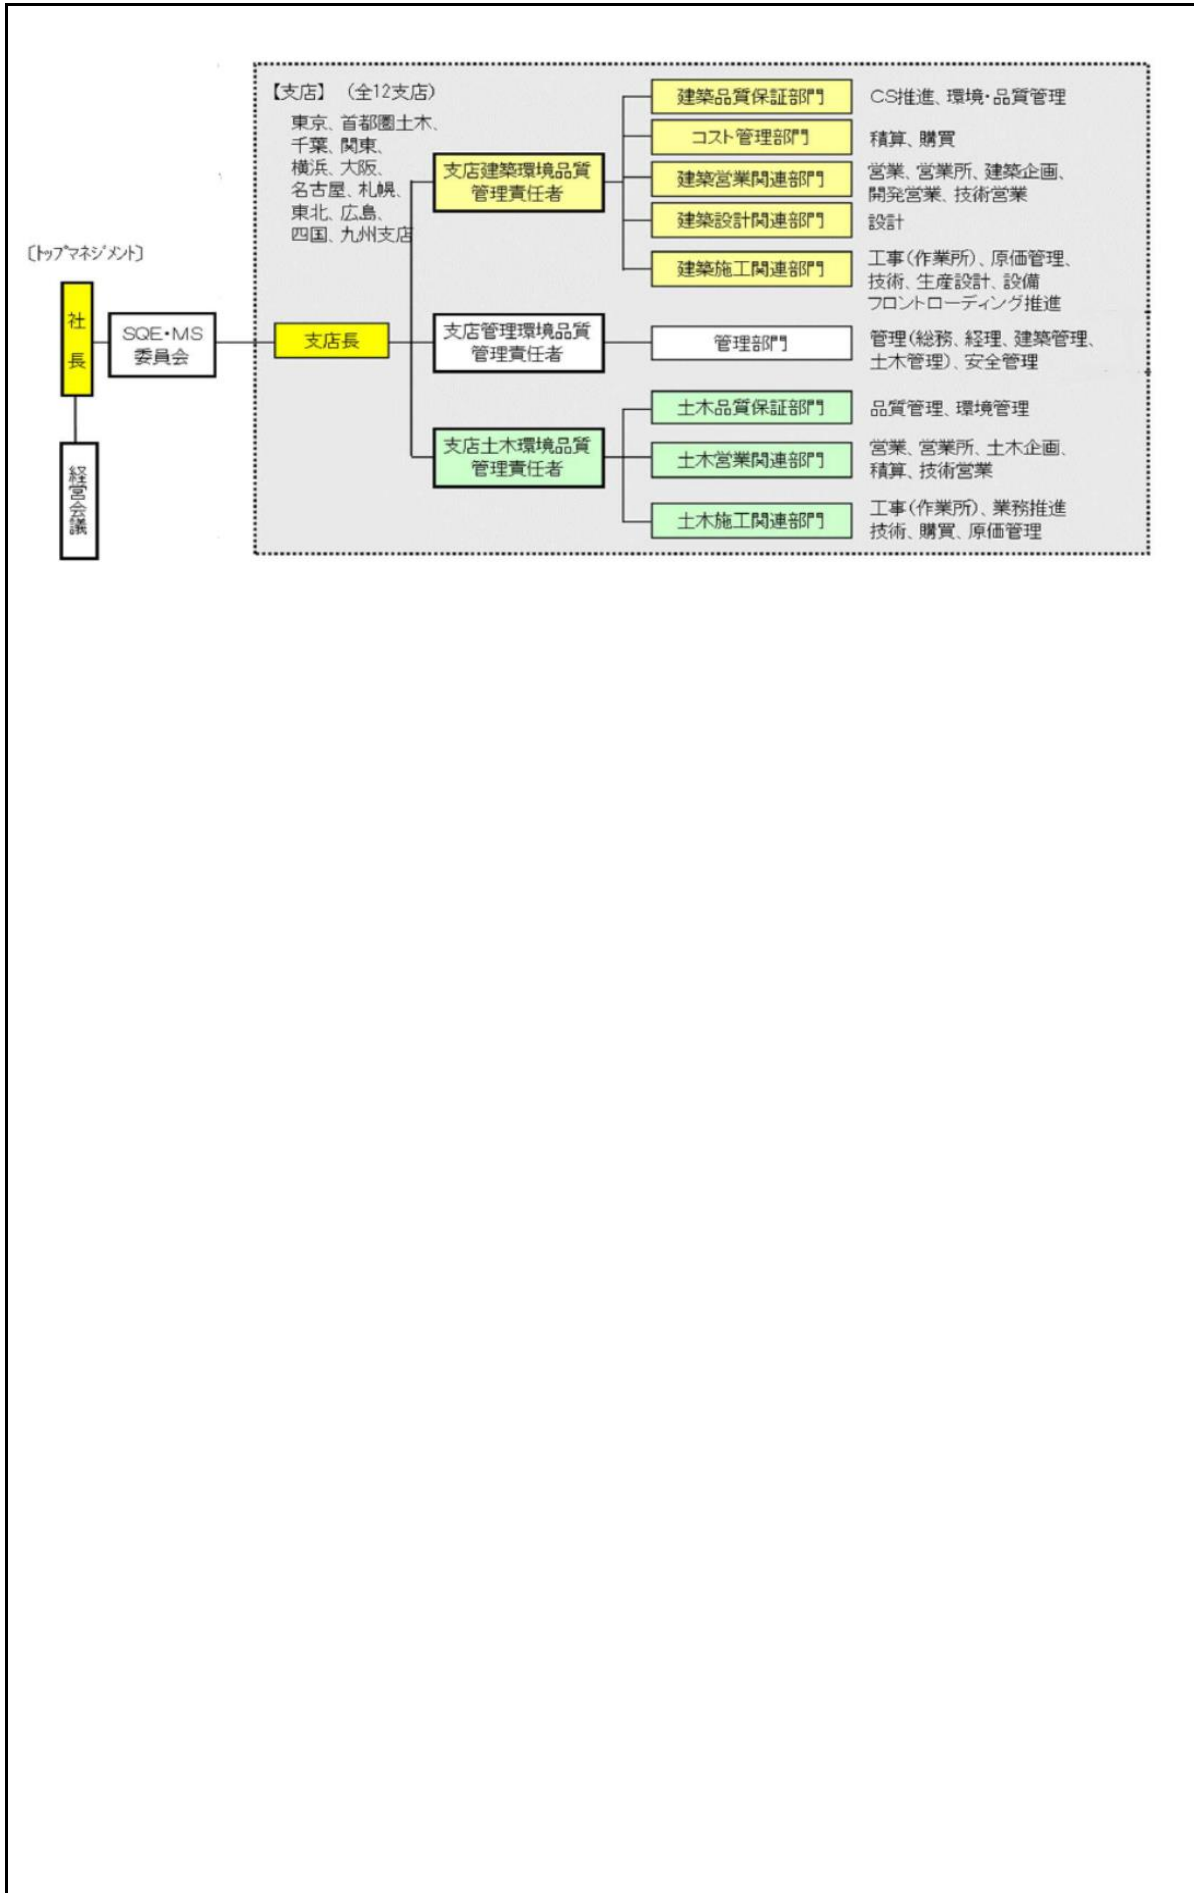 【支店】 （全12支店）
東京、首都圏土木、
千葉、関東、
横浜、大阪、
名古屋、札幌、
東北、広島、
四国、九州支店
〔トップマネジメント〕
社長
SQE・MS
委員会
経営会議
支店長
支店建築環境品質
管理責任者
建築品質保証部門
CS推進、環境・品質管理
コスト管理部門
積算、購買
建築営業関連部門
営業、営業所、建築企画、
開発営業、技術営業
建築設計関連部門
設計
建築施工関連部門
工事（作業所）、原価管理、
技術、生産設計、設備
フロントローディング推進
支店管理環境品質
管理責任者
管理部門
管理（総務、経理、建築管理、
土木管理）、安全管理
支店土木環境品質
管理責任者
土木品質保証部門
品質管理、環境管理
土木営業関連部門
営業、営業所、土木企画、
積算、技術営業
土木施工関連部門
工事（作業所）、業務推進
技術、購買、原価管理